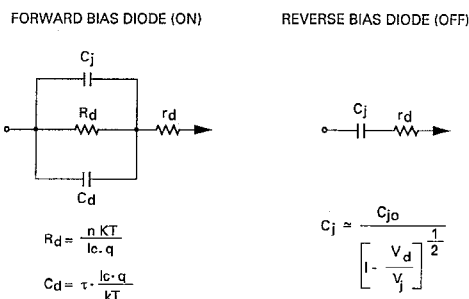 FORWARD BIAS DIODE (ON)
REVERSE BIAS DIODE (OFF)
Cj
Rd
rd
Cd
Rd = n KT / Ic. q
Cd = τ · Ic · q / kT
Cj
rd
Cj ≃ Cjo / [1 - Vd / Vj] 1/2